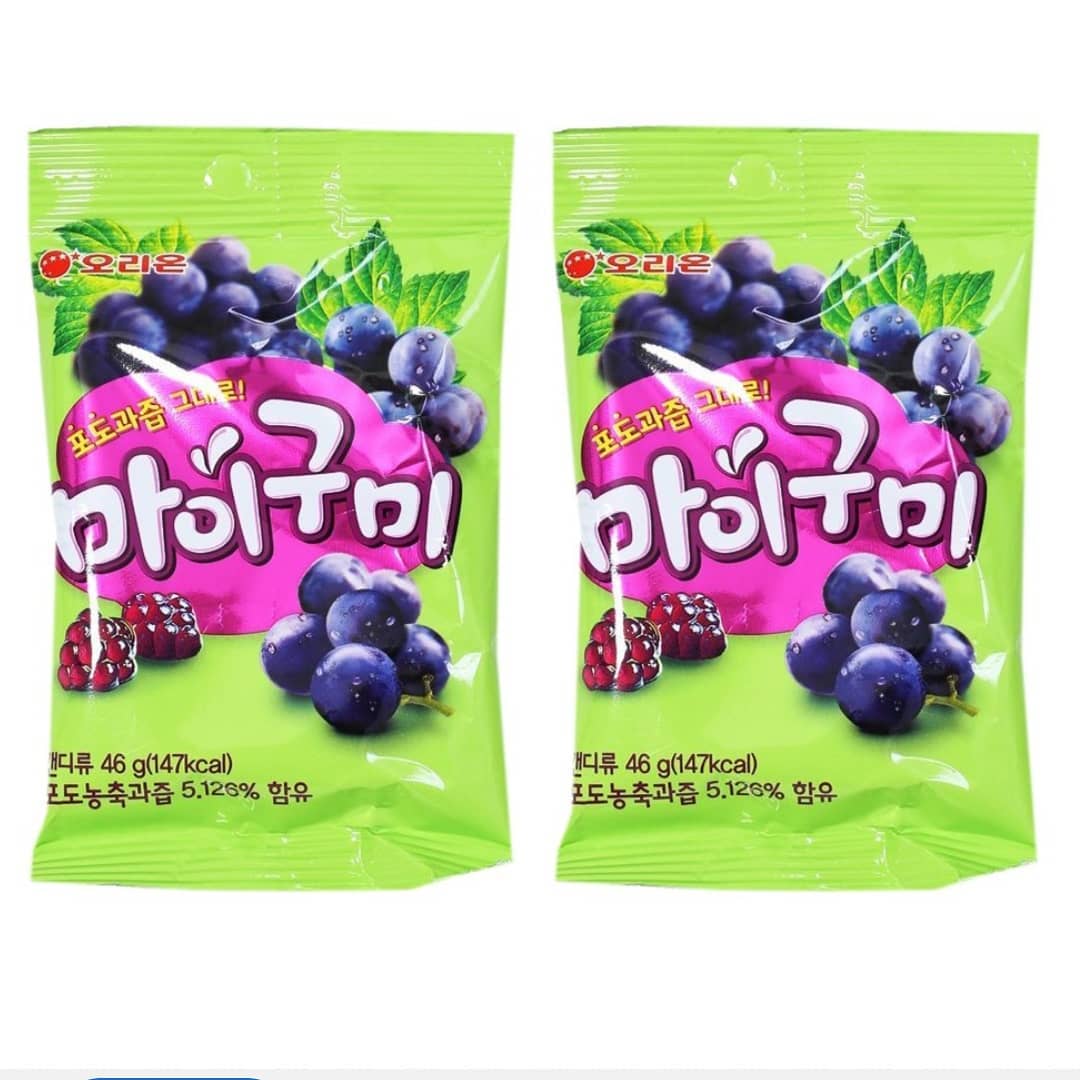 오리온
포도과즙 그대로!
마이구미
캔디류 46 g(147kcal)
포도농축과즙 5.126% 함유
오리온
포도과즙 그대로!
마이구미
캔디류 46 g(147kcal)
포도농축과즙 5.126% 함유